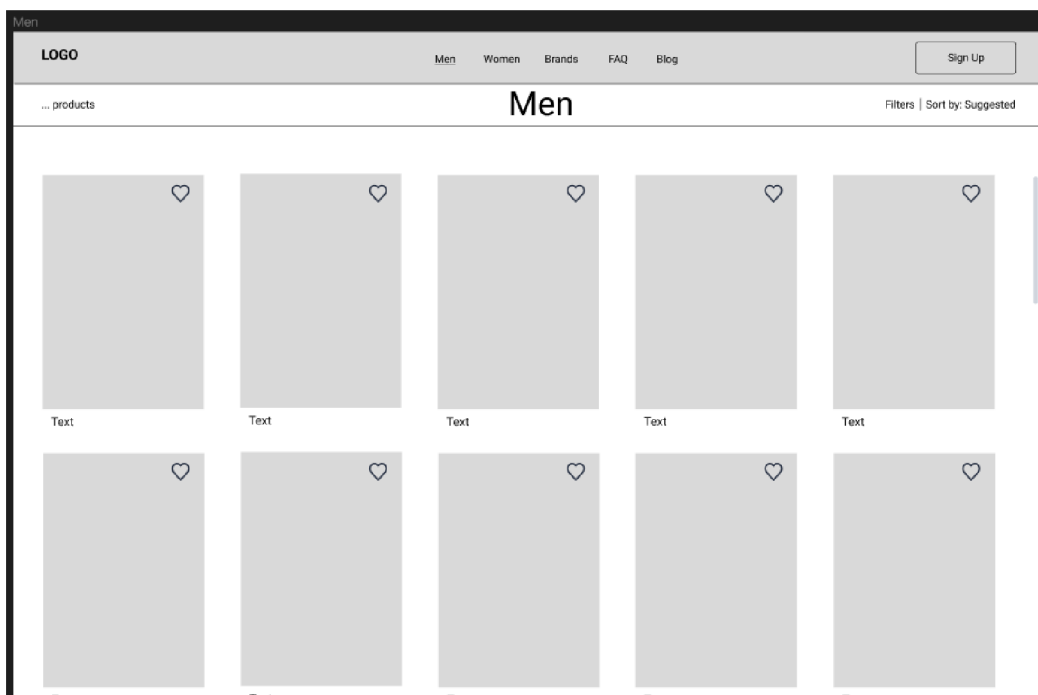 Men
LOGO
Men Women Brands FAQ Blog
Sign Up
... products
Men
Filters | Sort by: Suggested
Text Text Text Text Text